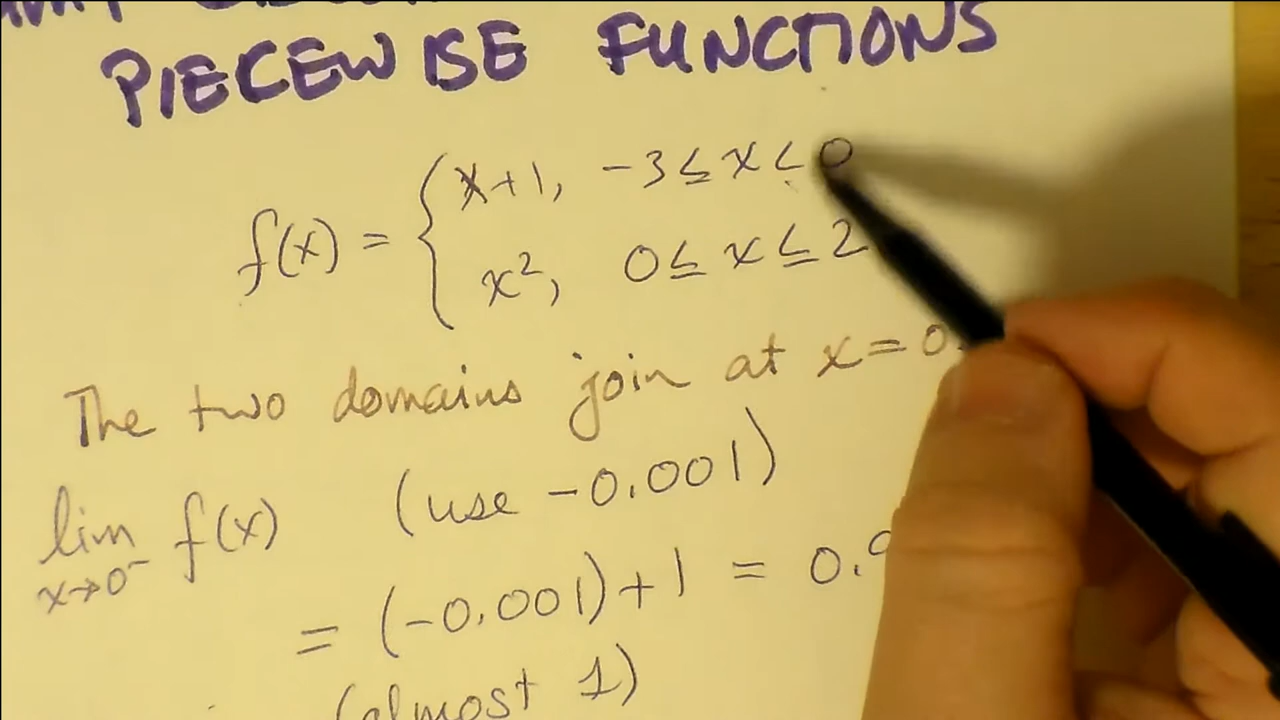 PIECEWISE FUNCTIONS
f(x) = { x+1, -3 ≤ x < 0
x², 0 ≤ x ≤ 2
The two domains join at x=0.
lim f(x) (use -0.001)
x→0⁻
= (-0.001)+1 = 0.9
(almost 1)